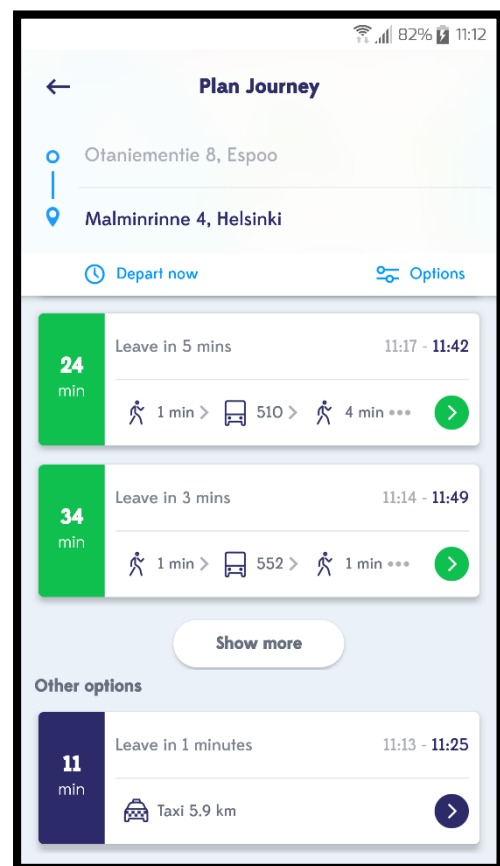 82% 11:12
Plan Journey
Otaniementie 8, Espoo
Malminrinne 4, Helsinki
Depart now Options
24 min
Leave in 5 mins 11:17 - 11:42
1 min > 510 > 4 min •••
34 min
Leave in 3 mins 11:14 - 11:49
1 min > 552 > 1 min •••
Show more
Other options
11 min
Leave in 1 minutes 11:13 - 11:25
Taxi 5.9 km